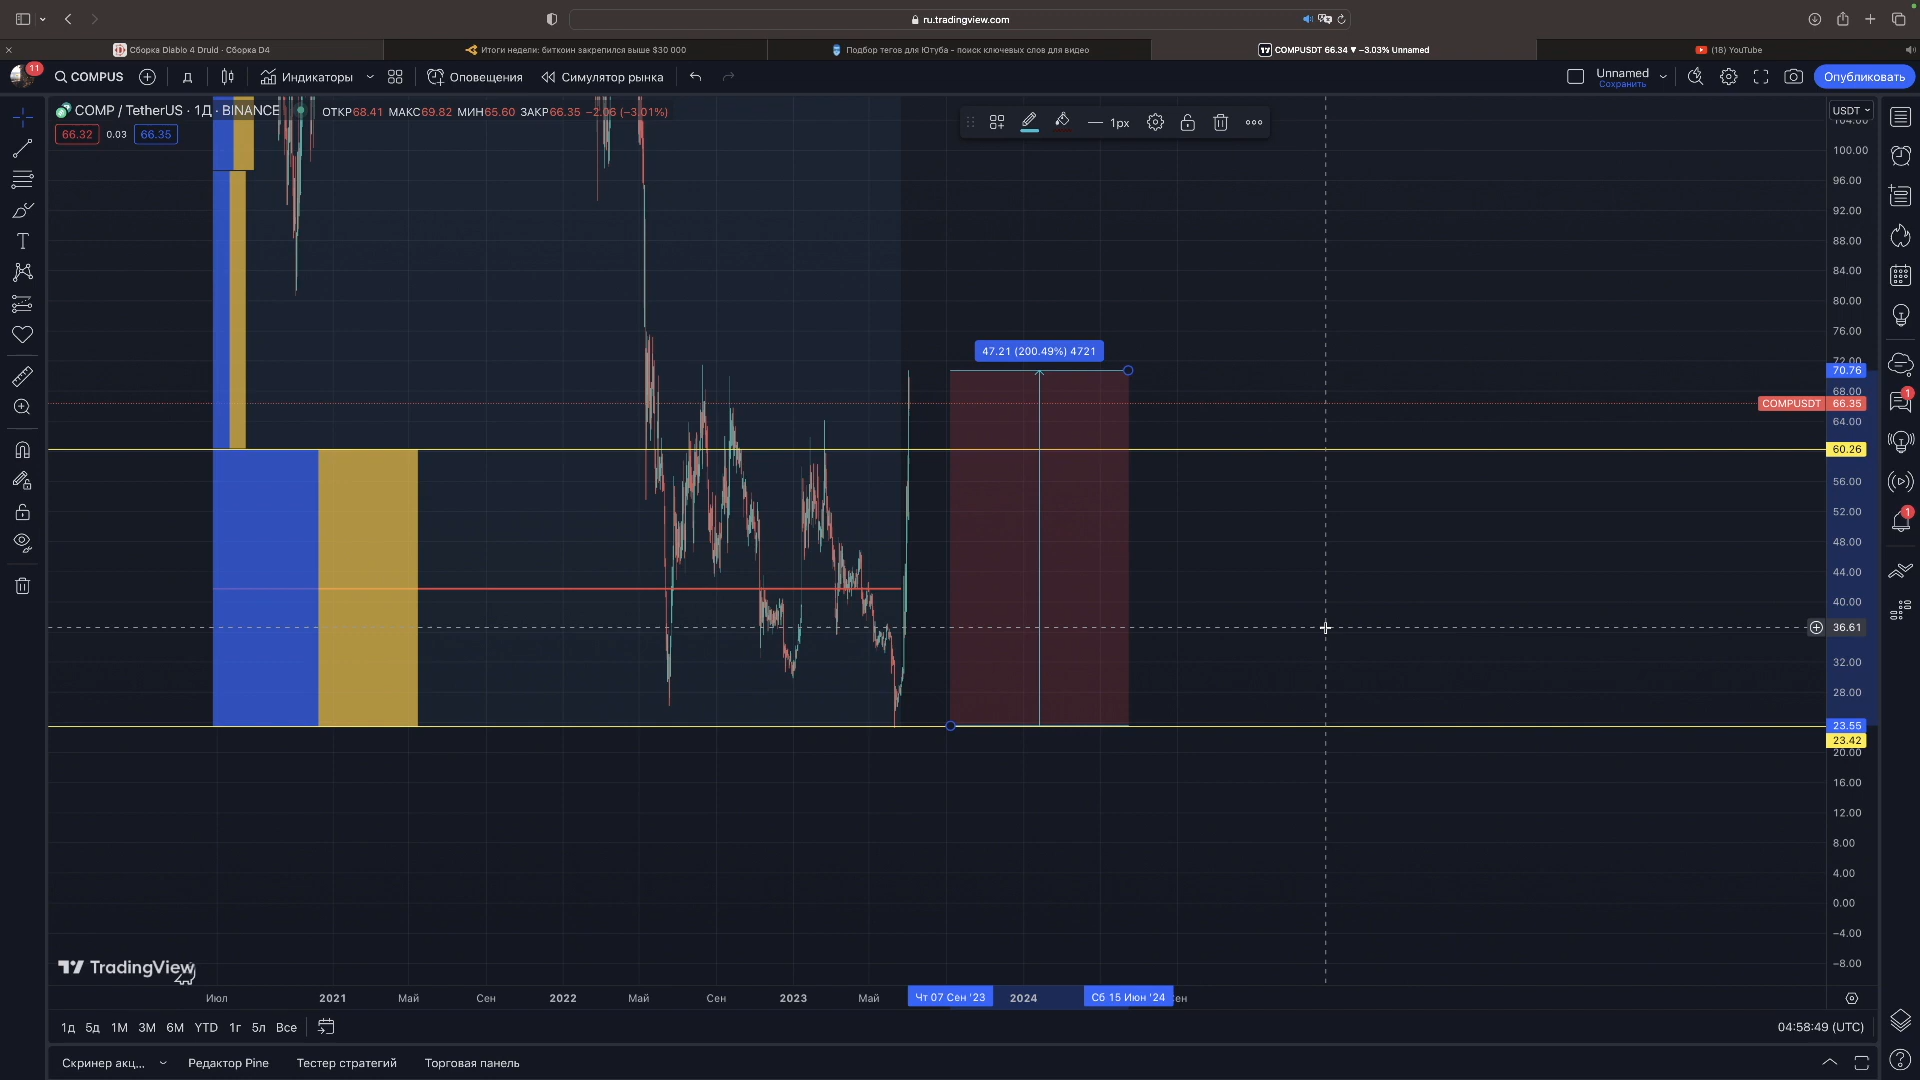 ru.tradingview.com
Сборка Diablo 4 Druid - Сборка D4
Итоги недели: биткоин закрепился выше $30 000
Подбор тегов для Ютуба - поиск ключевых слов для видео
COMPUSDT 66.34 ▼ −3.03% Unnamed
(18) YouTube
11
COMPUS
Д
Индикаторы
Оповещения
Симулятор рынка
Unnamed
Сохранить
Опубликовать
COMP / TetherUS · 1Д · BINANCE
ОТКР68.41 МАКС69.82 МИН65.60 ЗАКР66.35 −2.06 (−3.01%)
66.32
0.03
66.35
1px
USDT
104.00
100.00
96.00
92.00
88.00
84.00
80.00
76.00
72.00
47.21 (200.49%) 4721
70.76
68.00
COMPUSDT 66.35
64.00
60.26
56.00
52.00
48.00
44.00
40.00
36.61
32.00
28.00
23.55
23.42
20.00
16.00
12.00
8.00
4.00
0.00
−4.00
−8.00
1
1
TradingView
Июл
2021
Май
Сен
2022
Май
Сен
2023
Май
Чт 07 Сен '23
2024
Сб 15 Июн '24
ен
1д
5д
1М
3М
6М
YTD
1г
5л
Все
04:58:49 (UTC)
Скринер акц...
Редактор Pine
Тестер стратегий
Торговая панель